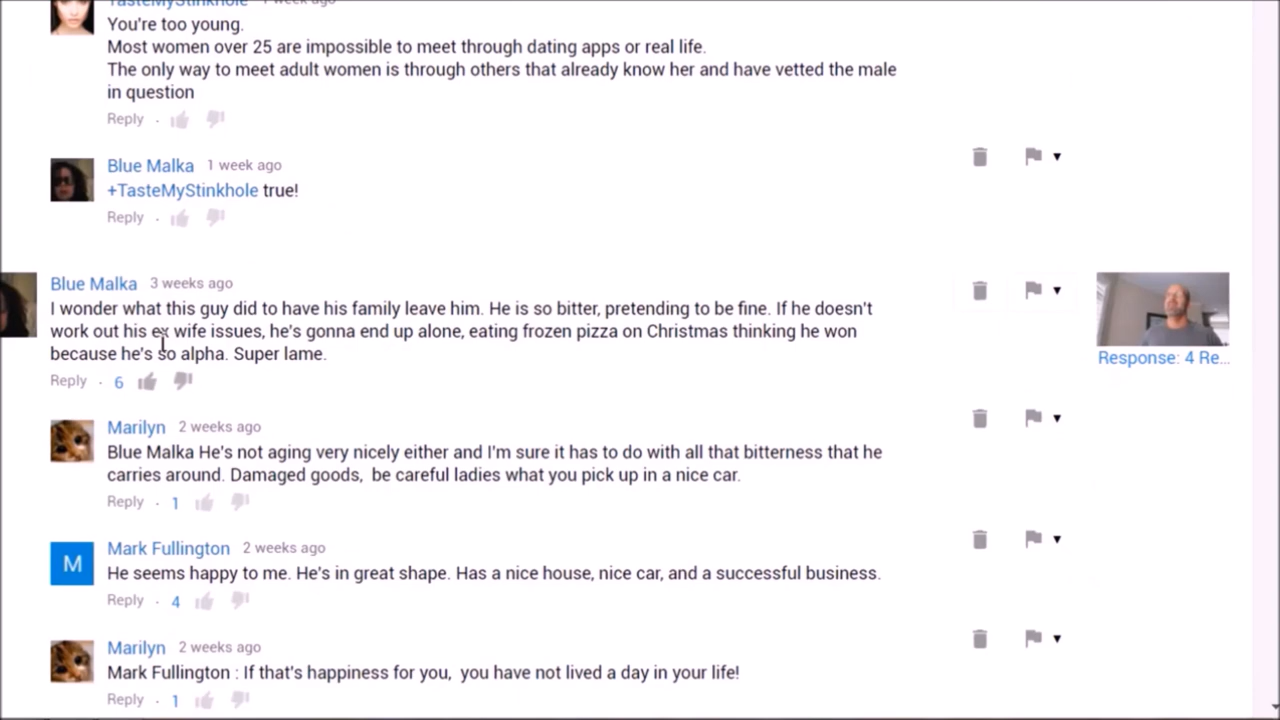 TasteMyStinkhole 1 week ago
You're too young.
Most women over 25 are impossible to meet through dating apps or real life.
The only way to meet adult women is through others that already know her and have vetted the male
in question
Reply
Blue Malka 1 week ago
+TasteMyStinkhole true!
Reply
Blue Malka 3 weeks ago
I wonder what this guy did to have his family leave him. He is so bitter, pretending to be fine. If he doesn't
work out his ex wife issues, he's gonna end up alone, eating frozen pizza on Christmas thinking he won
because he's so alpha. Super lame.
Response: 4 Re...
Reply · 6
Marilyn 2 weeks ago
Blue Malka He's not aging very nicely either and I'm sure it has to do with all that bitterness that he
carries around. Damaged goods,  be careful ladies what you pick up in a nice car.
Reply · 1
M
Mark Fullington 2 weeks ago
He seems happy to me. He's in great shape. Has a nice house, nice car, and a successful business.
Reply · 4
Marilyn 2 weeks ago
Mark Fullington : If that's happiness for you,  you have not lived a day in your life!
Reply · 1